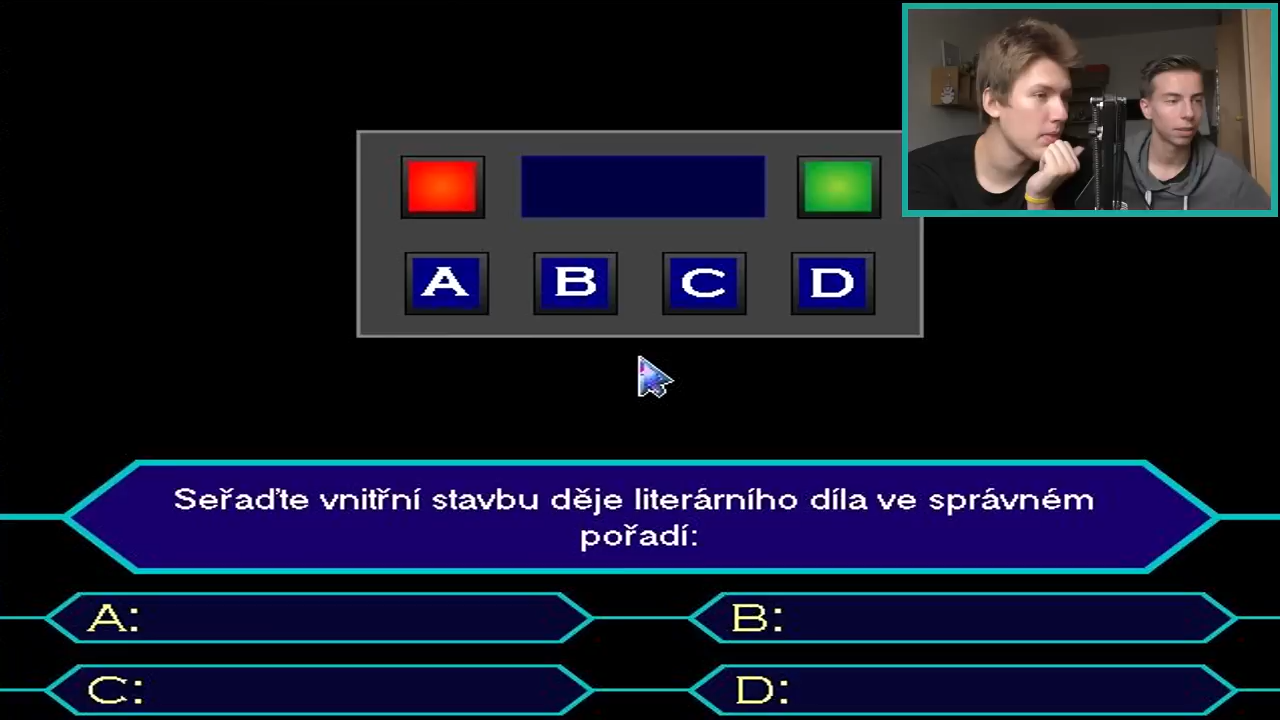 A B C D
Seřaďte vnitřní stavbu děje literárního díla ve správném
pořadí:
A:
B:
C:
D: